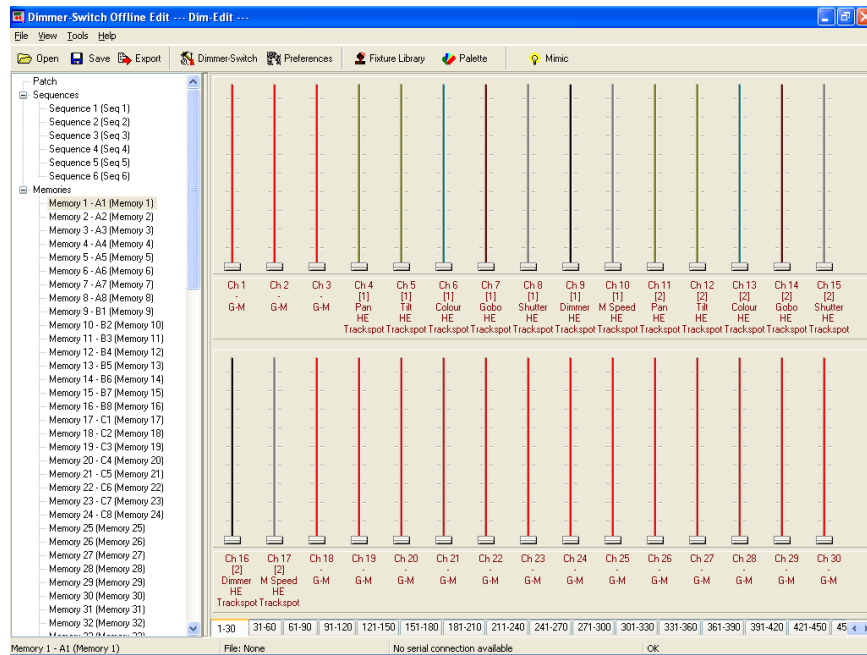 Dimmer-Switch Offline Edit --- Dim-Edit ---
File View Tools Help
Open Save Export Dimmer-Switch Preferences Fixture Library Palette Mimic
Patch
Sequences
Sequence 1 (Seq 1)
Sequence 2 (Seq 2)
Sequence 3 (Seq 3)
Sequence 4 (Seq 4)
Sequence 5 (Seq 5)
Sequence 6 (Seq 6)
Memories
Memory 1 - A1 (Memory 1)
Memory 2 - A2 (Memory 2)
Memory 3 - A3 (Memory 3)
Memory 4 - A4 (Memory 4)
Memory 5 - A5 (Memory 5)
Memory 6 - A6 (Memory 6)
Memory 7 - A7 (Memory 7)
Memory 8 - A8 (Memory 8)
Memory 9 - B1 (Memory 9)
Memory 10 - B2 (Memory 10)
Memory 11 - B3 (Memory 11)
Memory 12 - B4 (Memory 12)
Memory 13 - B5 (Memory 13)
Memory 14 - B6 (Memory 14)
Memory 15 - B7 (Memory 15)
Memory 16 - B8 (Memory 16)
Memory 17 - C1 (Memory 17)
Memory 18 - C2 (Memory 18)
Memory 19 - C3 (Memory 19)
Memory 20 - C4 (Memory 20)
Memory 21 - C5 (Memory 21)
Memory 22 - C6 (Memory 22)
Memory 23 - C7 (Memory 23)
Memory 24 - C8 (Memory 24)
Memory 25 (Memory 25)
Memory 26 (Memory 26)
Memory 27 (Memory 27)
Memory 28 (Memory 28)
Memory 29 (Memory 29)
Memory 30 (Memory 30)
Memory 31 (Memory 31)
Memory 32 (Memory 32)
Ch 1 Ch 2 Ch 3 Ch 4 Ch 5 Ch 6 Ch 7 Ch 8 Ch 9 Ch 10 Ch 11 Ch 12 Ch 13 Ch 14 Ch 15
- - - [1] [1] [1] [1] [1] [1] [1] [2] [2] [2] [2] [2]
G-M G-M G-M Pan Tilt Colour Gobo Shutter Dimmer M Speed Pan Tilt Colour Gobo Shutter
HE HE HE HE HE HE HE HE HE HE HE HE
Trackspot Trackspot Trackspot Trackspot Trackspot Trackspot Trackspot Trackspot Trackspot Trackspot Trackspot Trackspot
Ch 16 Ch 17 Ch 18 Ch 19 Ch 20 Ch 21 Ch 22 Ch 23 Ch 24 Ch 25 Ch 26 Ch 27 Ch 28 Ch 29 Ch 30
[2] [2] - - - - - - - - - - - - -
Dimmer M Speed G-M G-M G-M G-M G-M G-M G-M G-M G-M G-M G-M G-M G-M
HE HE
Trackspot Trackspot
1-30 31-60 61-90 91-120 121-150 151-180 181-210 211-240 241-270 271-300 301-330 331-360 361-390 391-420 421-450 45
Memory 1 - A1 (Memory 1) File: None No serial connection available OK